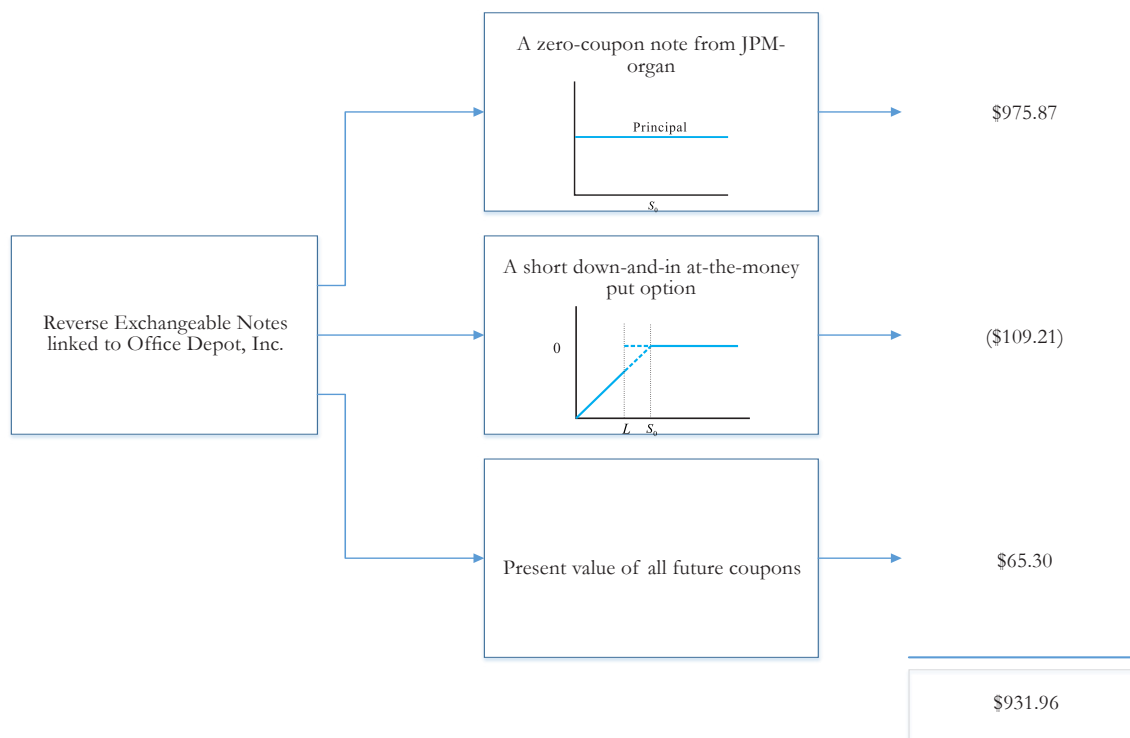 A zero-coupon note from JPM-
organ
Principal
S₀
$975.87
Reverse Exchangeable Notes
linked to Office Depot, Inc.
A short down-and-in at-the-money
put option
0
L S₀
($109.21)
Present value of all future coupons
$65.30
$931.96